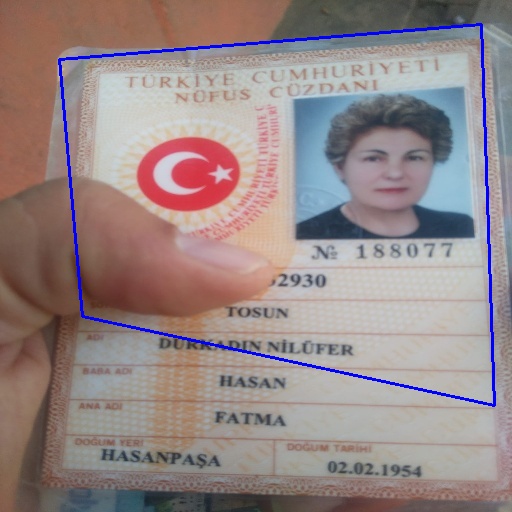 TÜRKİYE CUMHURİYETİ
NÜFUS CÜZDANI
№ 188077
2930
TOSUN
ADI
DURKADIN NİLÜFER
BABA ADI
HASAN
ANA ADI
FATMA
DOĞUM YERİ
HASANPAŞA
DOĞUM TARİHİ
02.02.1954